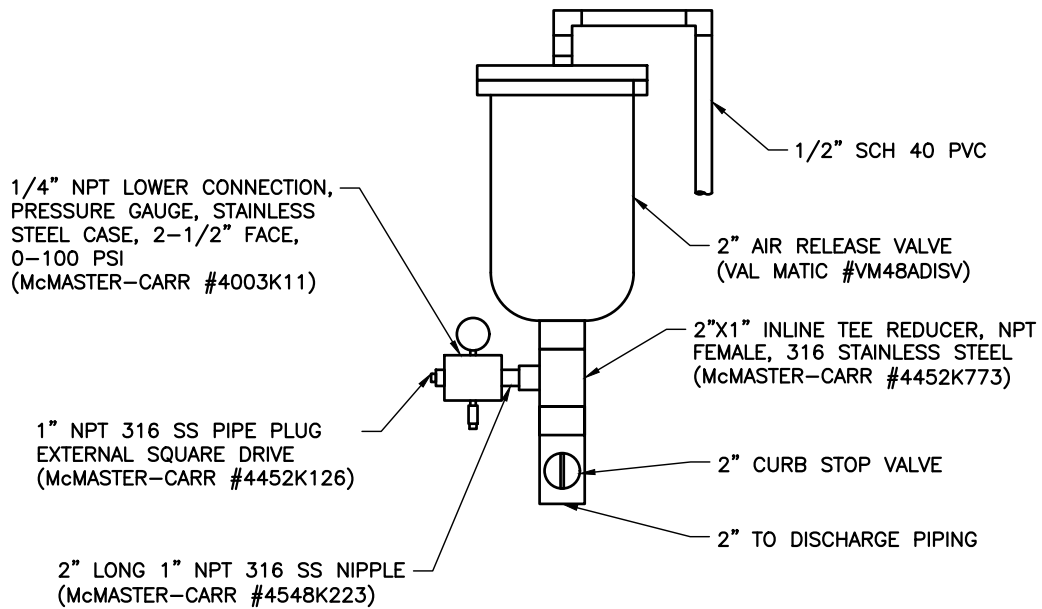 1/2" SCH 40 PVC
1/4" NPT LOWER CONNECTION,
PRESSURE GAUGE, STAINLESS
STEEL CASE, 2-1/2" FACE,
0-100 PSI
(McMASTER-CARR #4003K11)
2" AIR RELEASE VALVE
(VAL MATIC #VM48ADISV)
2"X1" INLINE TEE REDUCER, NPT
FEMALE, 316 STAINLESS STEEL
(McMASTER-CARR #4452K773)
1" NPT 316 SS PIPE PLUG
EXTERNAL SQUARE DRIVE
(McMASTER-CARR #4452K126)
2" CURB STOP VALVE
2" TO DISCHARGE PIPING
2" LONG 1" NPT 316 SS NIPPLE
(McMASTER-CARR #4548K223)